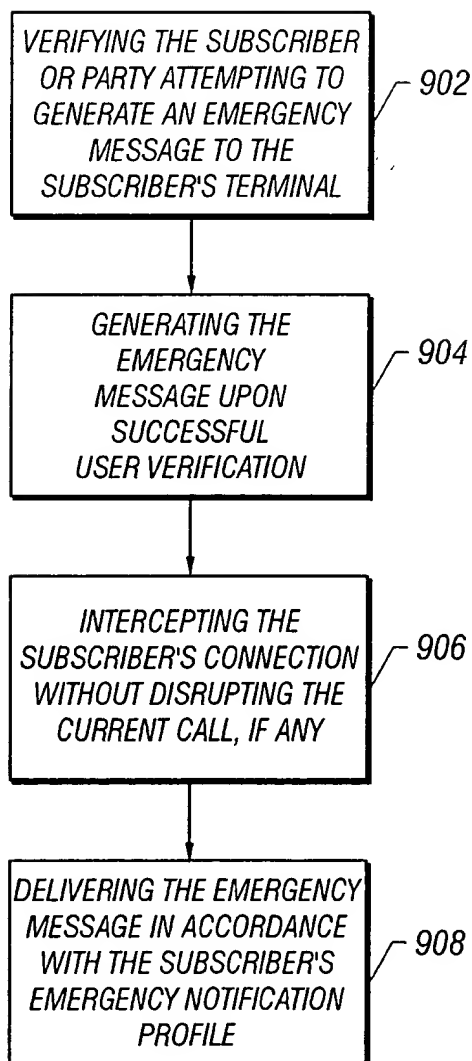 VERIFYING THE SUBSCRIBER
OR PARTY ATTEMPTING TO
GENERATE AN EMERGENCY
MESSAGE TO THE
SUBSCRIBER'S TERMINAL
902
GENERATING THE
EMERGENCY
MESSAGE UPON
SUCCESSFUL
USER VERIFICATION
904
INTERCEPTING THE
SUBSCRIBER'S CONNECTION
WITHOUT DISRUPTING THE
CURRENT CALL, IF ANY
906
DELIVERING THE EMERGENCY
MESSAGE IN ACCORDANCE
WITH THE SUBSCRIBER'S
EMERGENCY NOTIFICATION
PROFILE
908